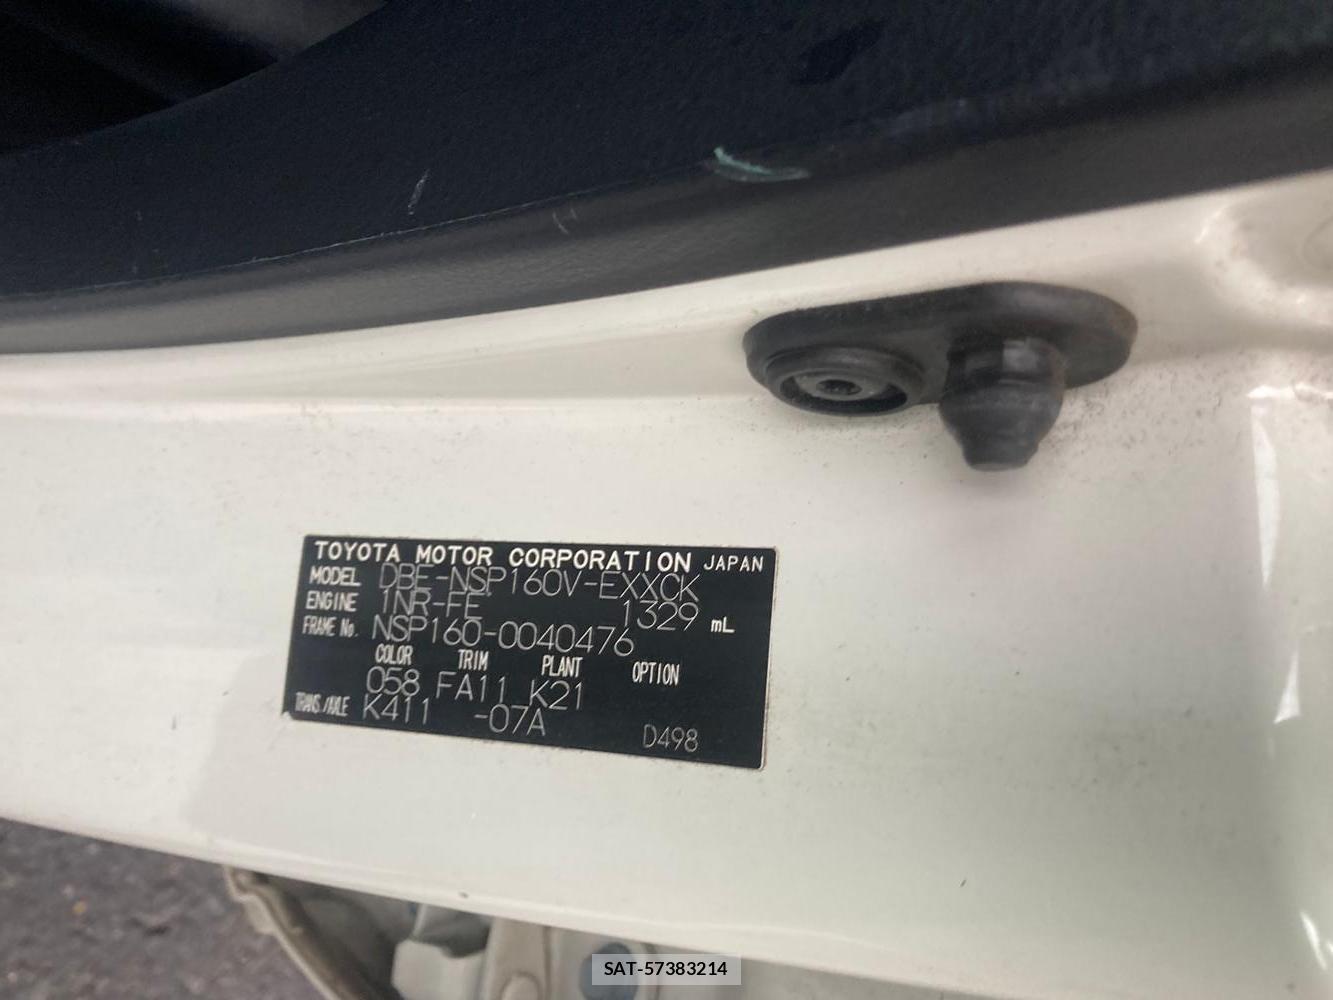 TOYOTA MOTOR CORPORATION JAPAN
MODEL DBE-NSP160V-EXXCK
ENGINE 1NR-FE 1329 mL
FRAME No. NSP160-0040476
COLOR TRIM PLANT OPTION
058 FA11 K21
TRANS./AXLE K411 -07A
D498
SAT-57383214